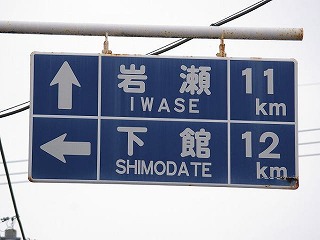 岩瀬 11
IWASE km
下館 12
SHIMODATE km